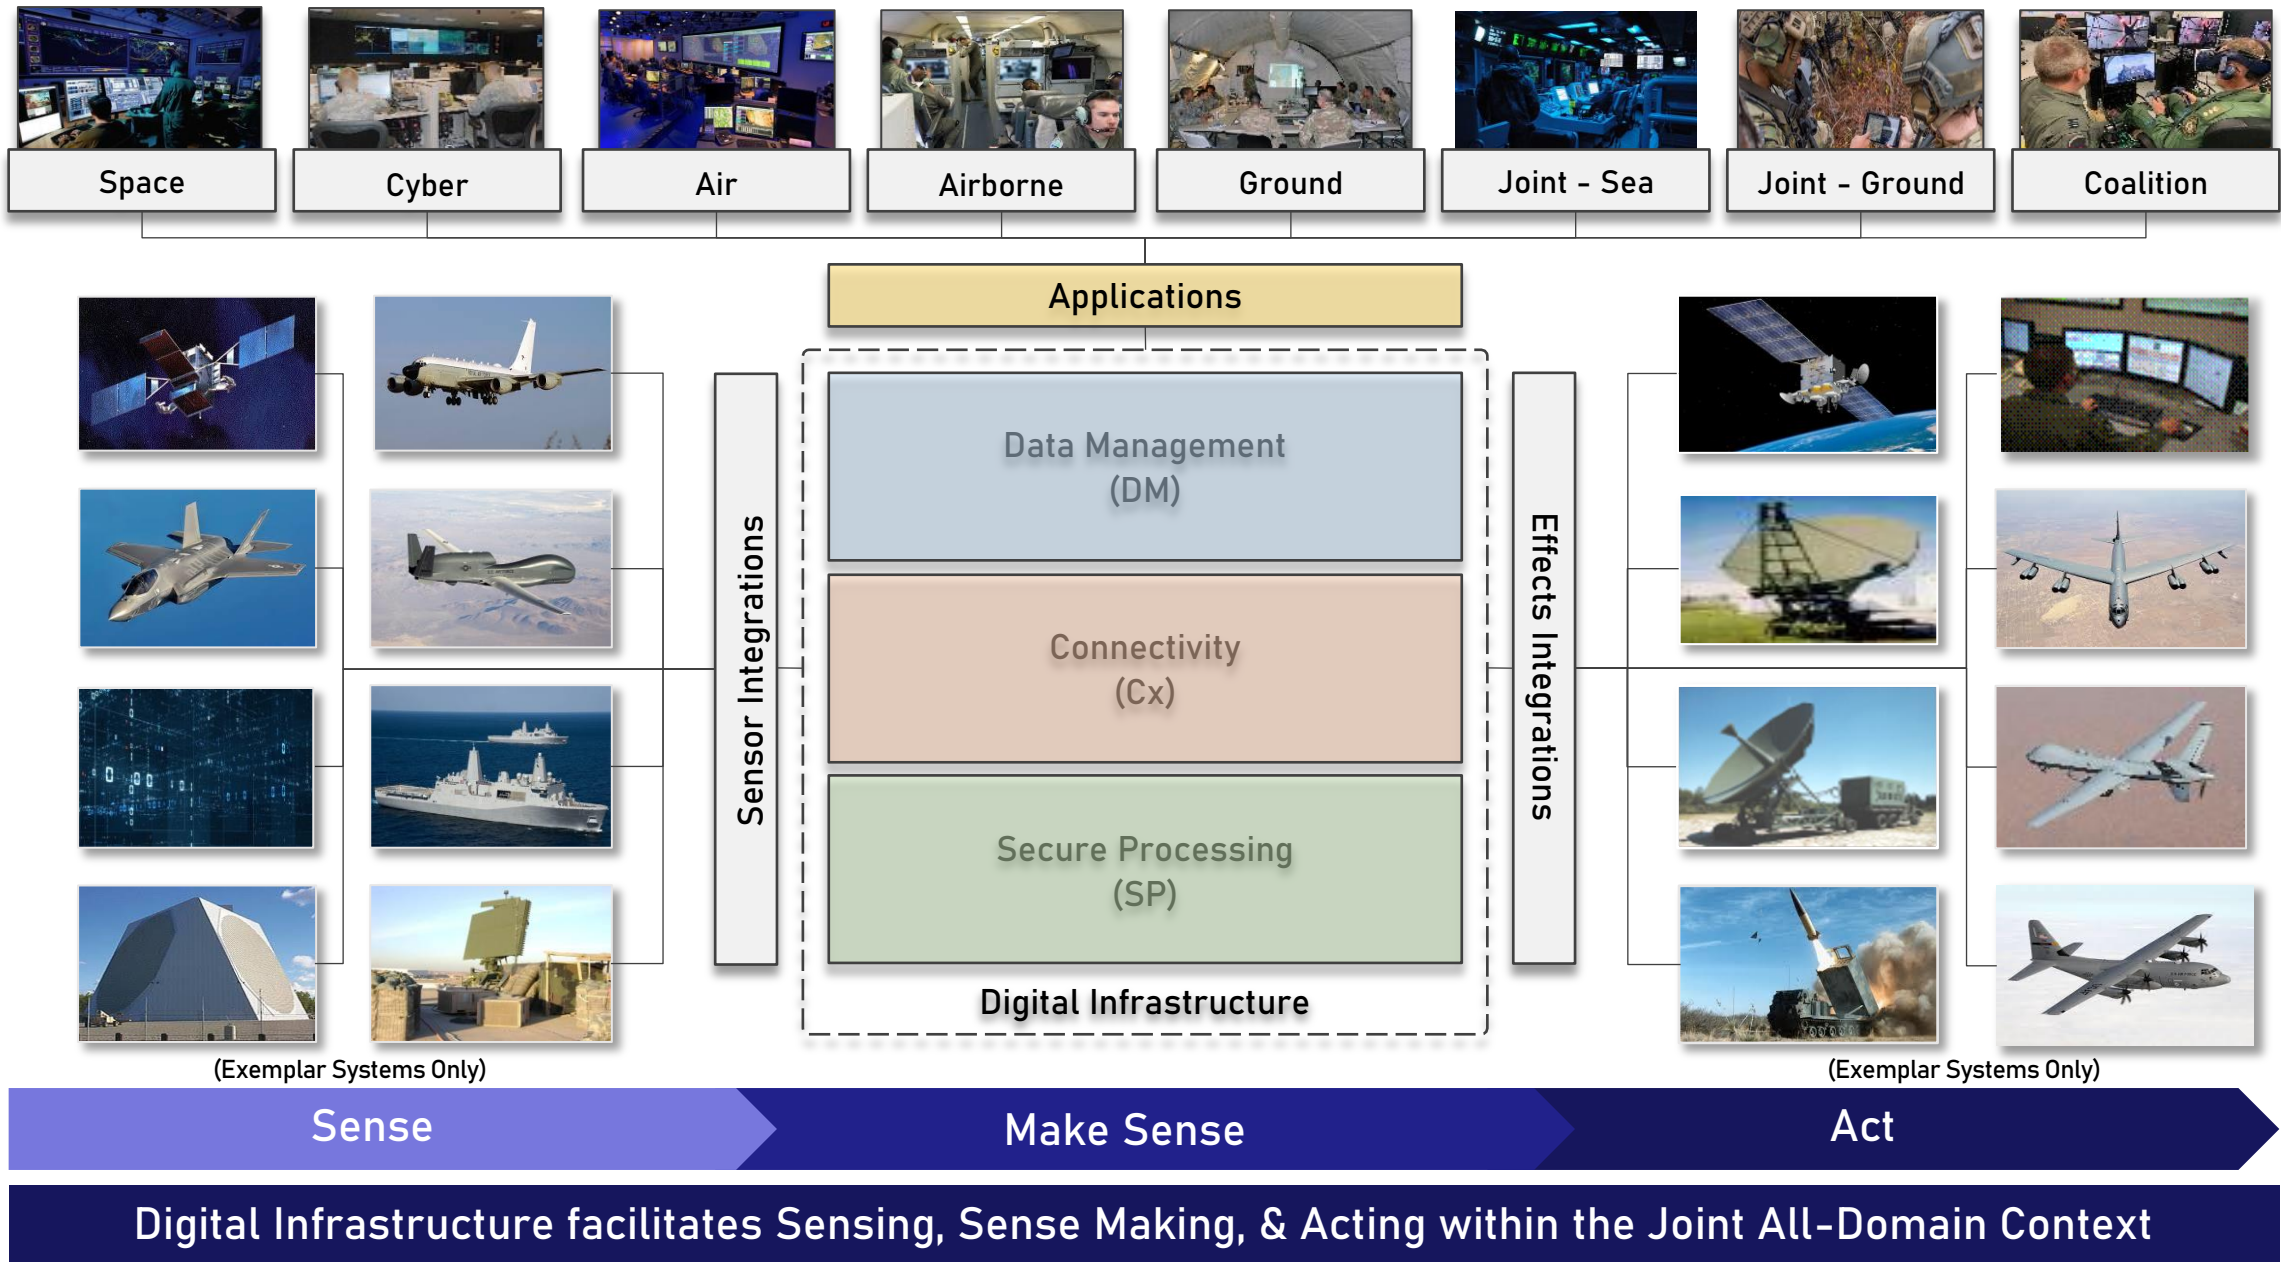 Space
Cyber
Air
Airborne
Ground
Joint - Sea
Joint - Ground
Coalition
Applications
Sensor Integrations
Data Management
(DM)
Connectivity
(Cx)
Secure Processing
(SP)
Digital Infrastructure
Effects Integrations
(Exemplar Systems Only)
(Exemplar Systems Only)
Sense
Make Sense
Act
Digital Infrastructure facilitates Sensing, Sense Making, & Acting within the Joint All-Domain Context